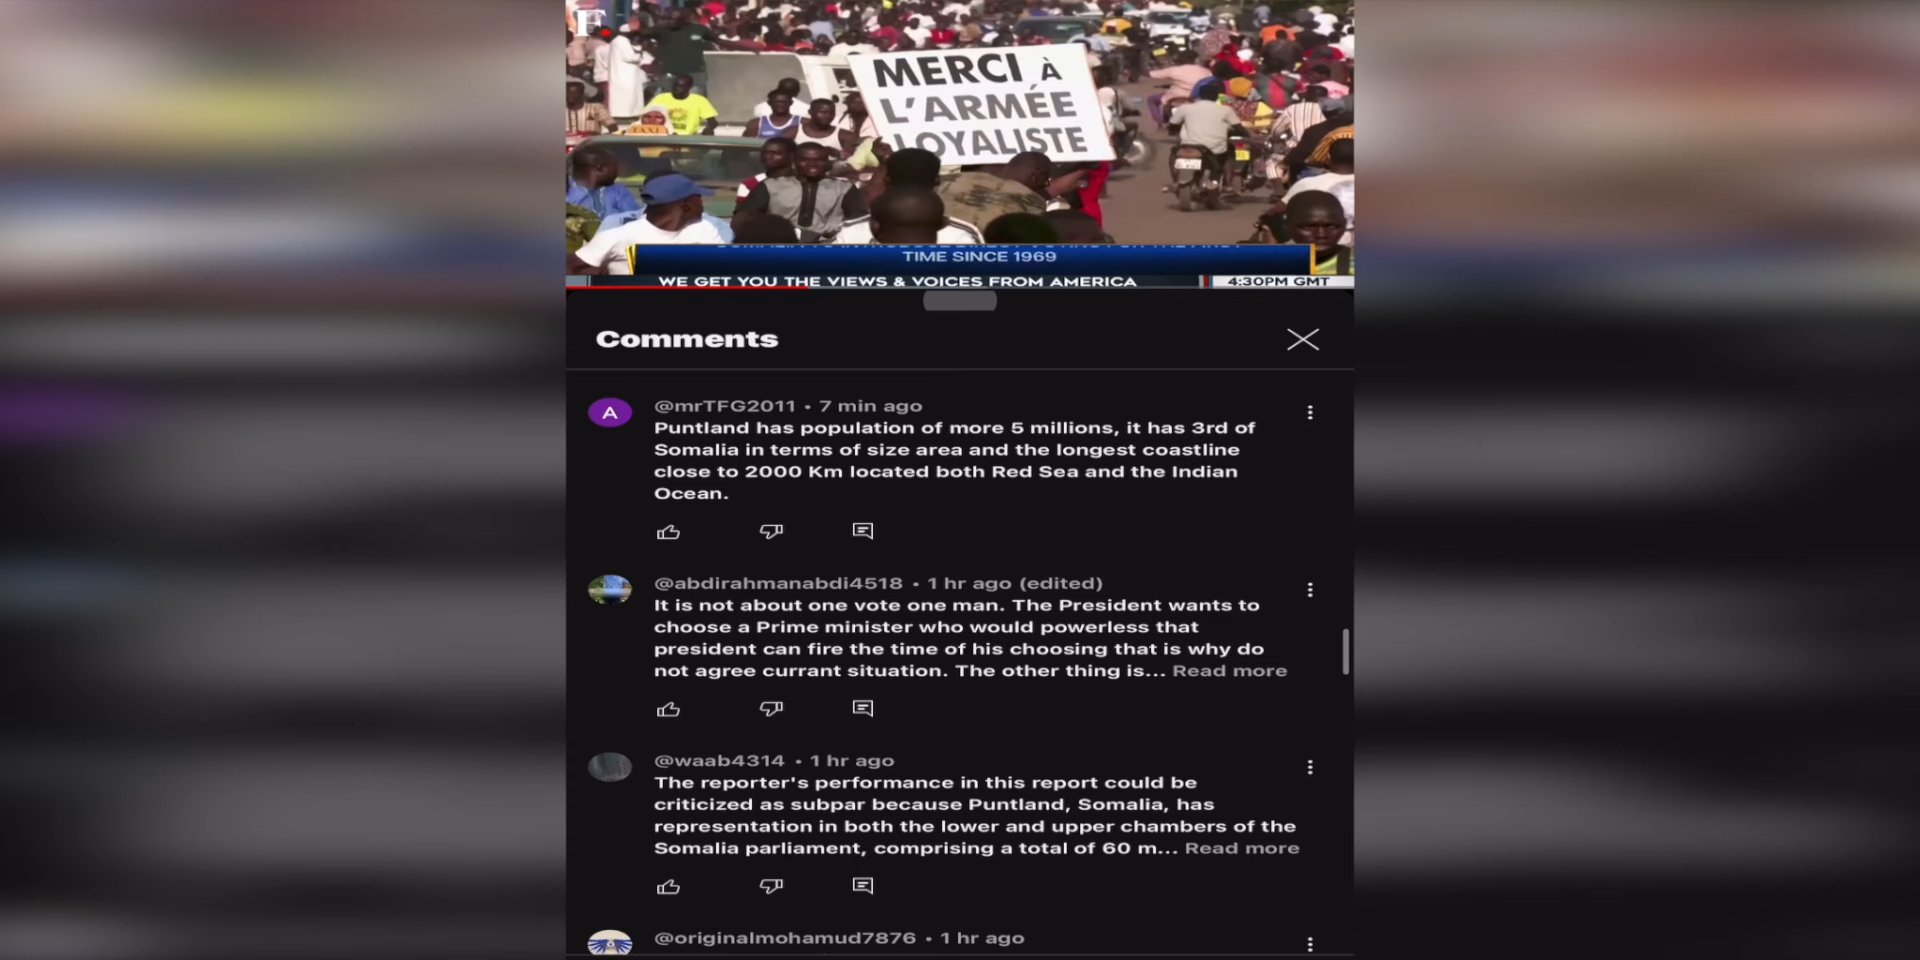 F.
MERCI À
L'ARMÉE
LOYALISTE
TAXI
TIME SINCE 1969
WE GET YOU THE VIEWS & VOICES FROM AMERICA
4:30PM GMT
Comments
A
@mrTFG2011 • 7 min ago
Puntland has population of more 5 millions, it has 3rd of
Somalia in terms of size area and the longest coastline
close to 2000 Km located both Red Sea and the Indian
Ocean.
@abdirahmanabdi4518 • 1 hr ago (edited)
It is not about one vote one man. The President wants to
choose a Prime minister who would powerless that
president can fire the time of his choosing that is why do
not agree currant situation. The other thing is... Read more
@waab4314 • 1 hr ago
The reporter's performance in this report could be
criticized as subpar because Puntland, Somalia, has
representation in both the lower and upper chambers of the
Somalia parliament, comprising a total of 60 m... Read more
@originalmohamud7876 • 1 hr ago